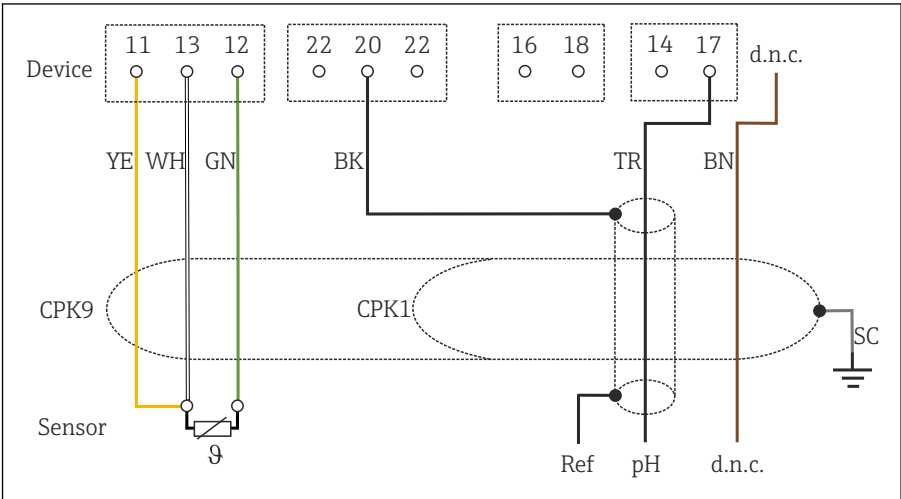 11 13 12 22 20 22 16 18 14 17 d.n.c.
Device
YE WH GN BK TR BN
CPK9 CPK1
SC
Sensor
ϑ Ref pH d.n.c.